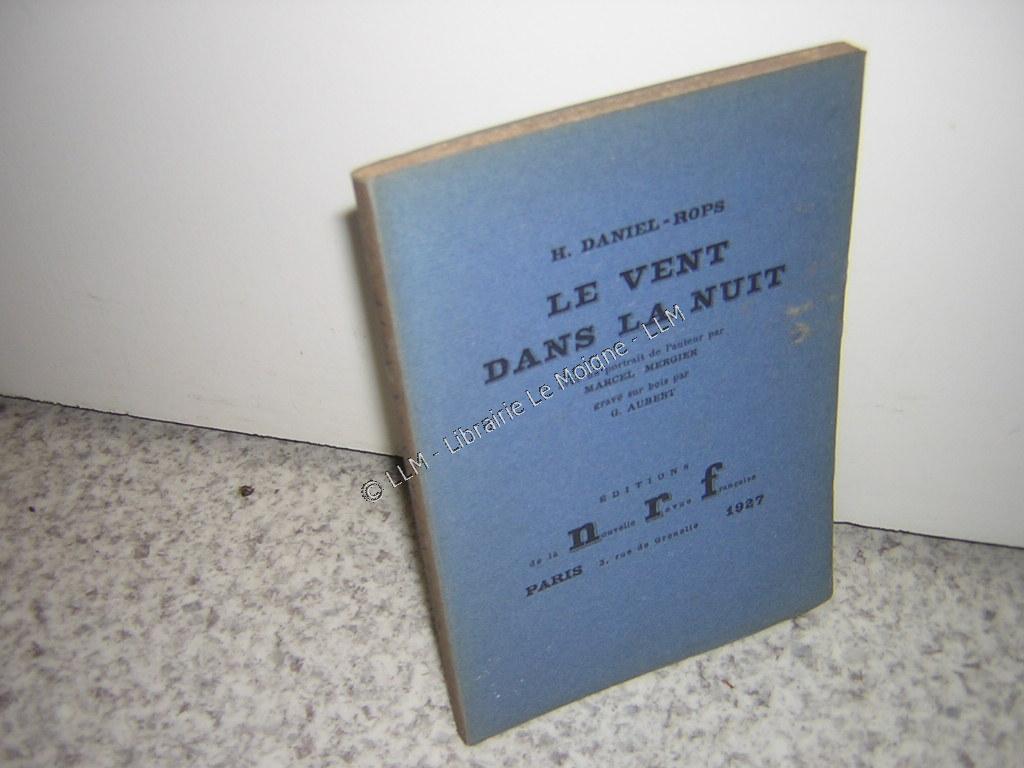 H. DANIEL-ROPS
LE VENT
DANS LA NUIT
portrait de l'auteur par
MARCEL MERGIER
gravé sur bois par
G. AUBERT
ÉDITIONS
de la nouvelle revue française
PARIS 3, rue de Grenelle 1927
© LLM - Librairie Le Moigne - LLM